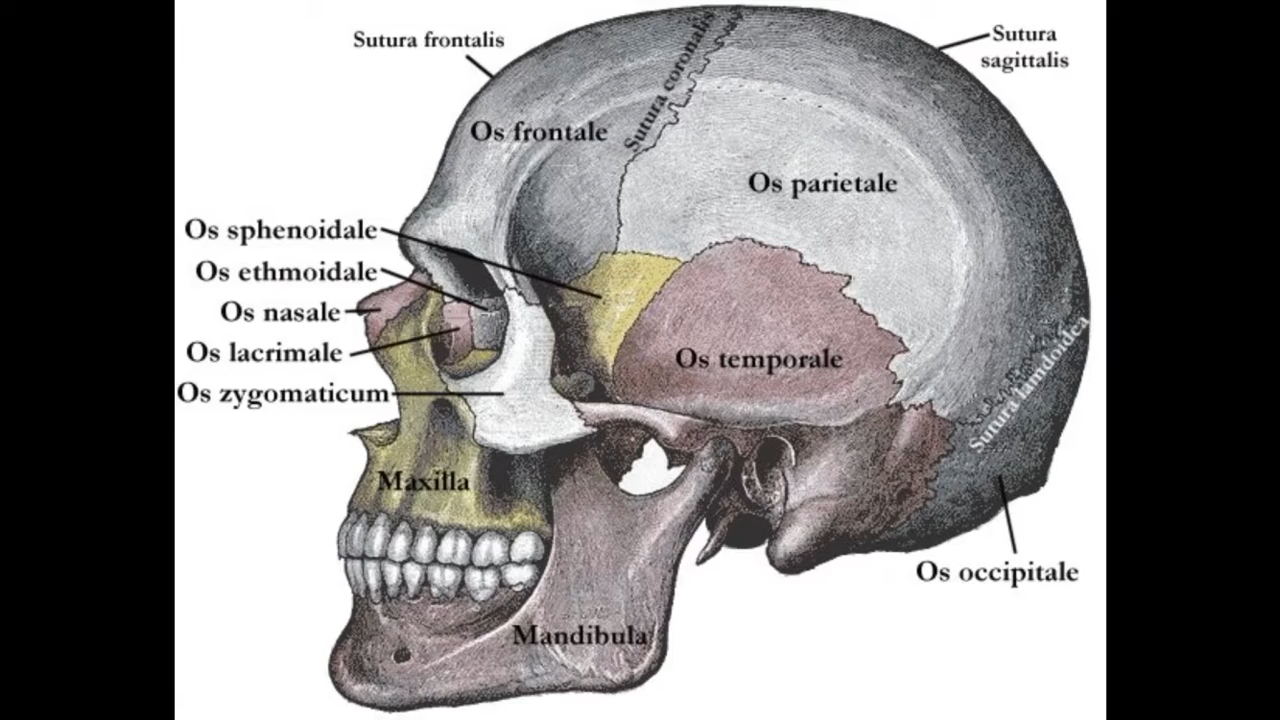 Sutura frontalis
Sutura coronalis
Sutura
sagittalis
Os frontale
Os parietale
Os sphenoidale
Os ethmoidale
Os nasale
Os lacrimale
Os temporale
Os zygomaticum
Sutura lamdoidea
Maxilla
Os occipitale
Mandibula